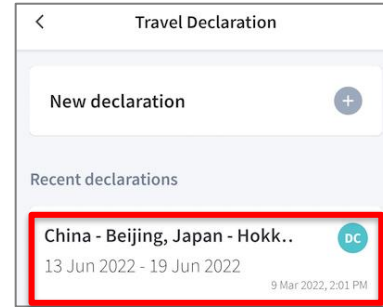 Travel Declaration
New declaration
Recent declarations
China - Beijing, Japan - Hokk..
DC
13 Jun 2022 - 19 Jun 2022
9 Mar 2022, 2:01 PM